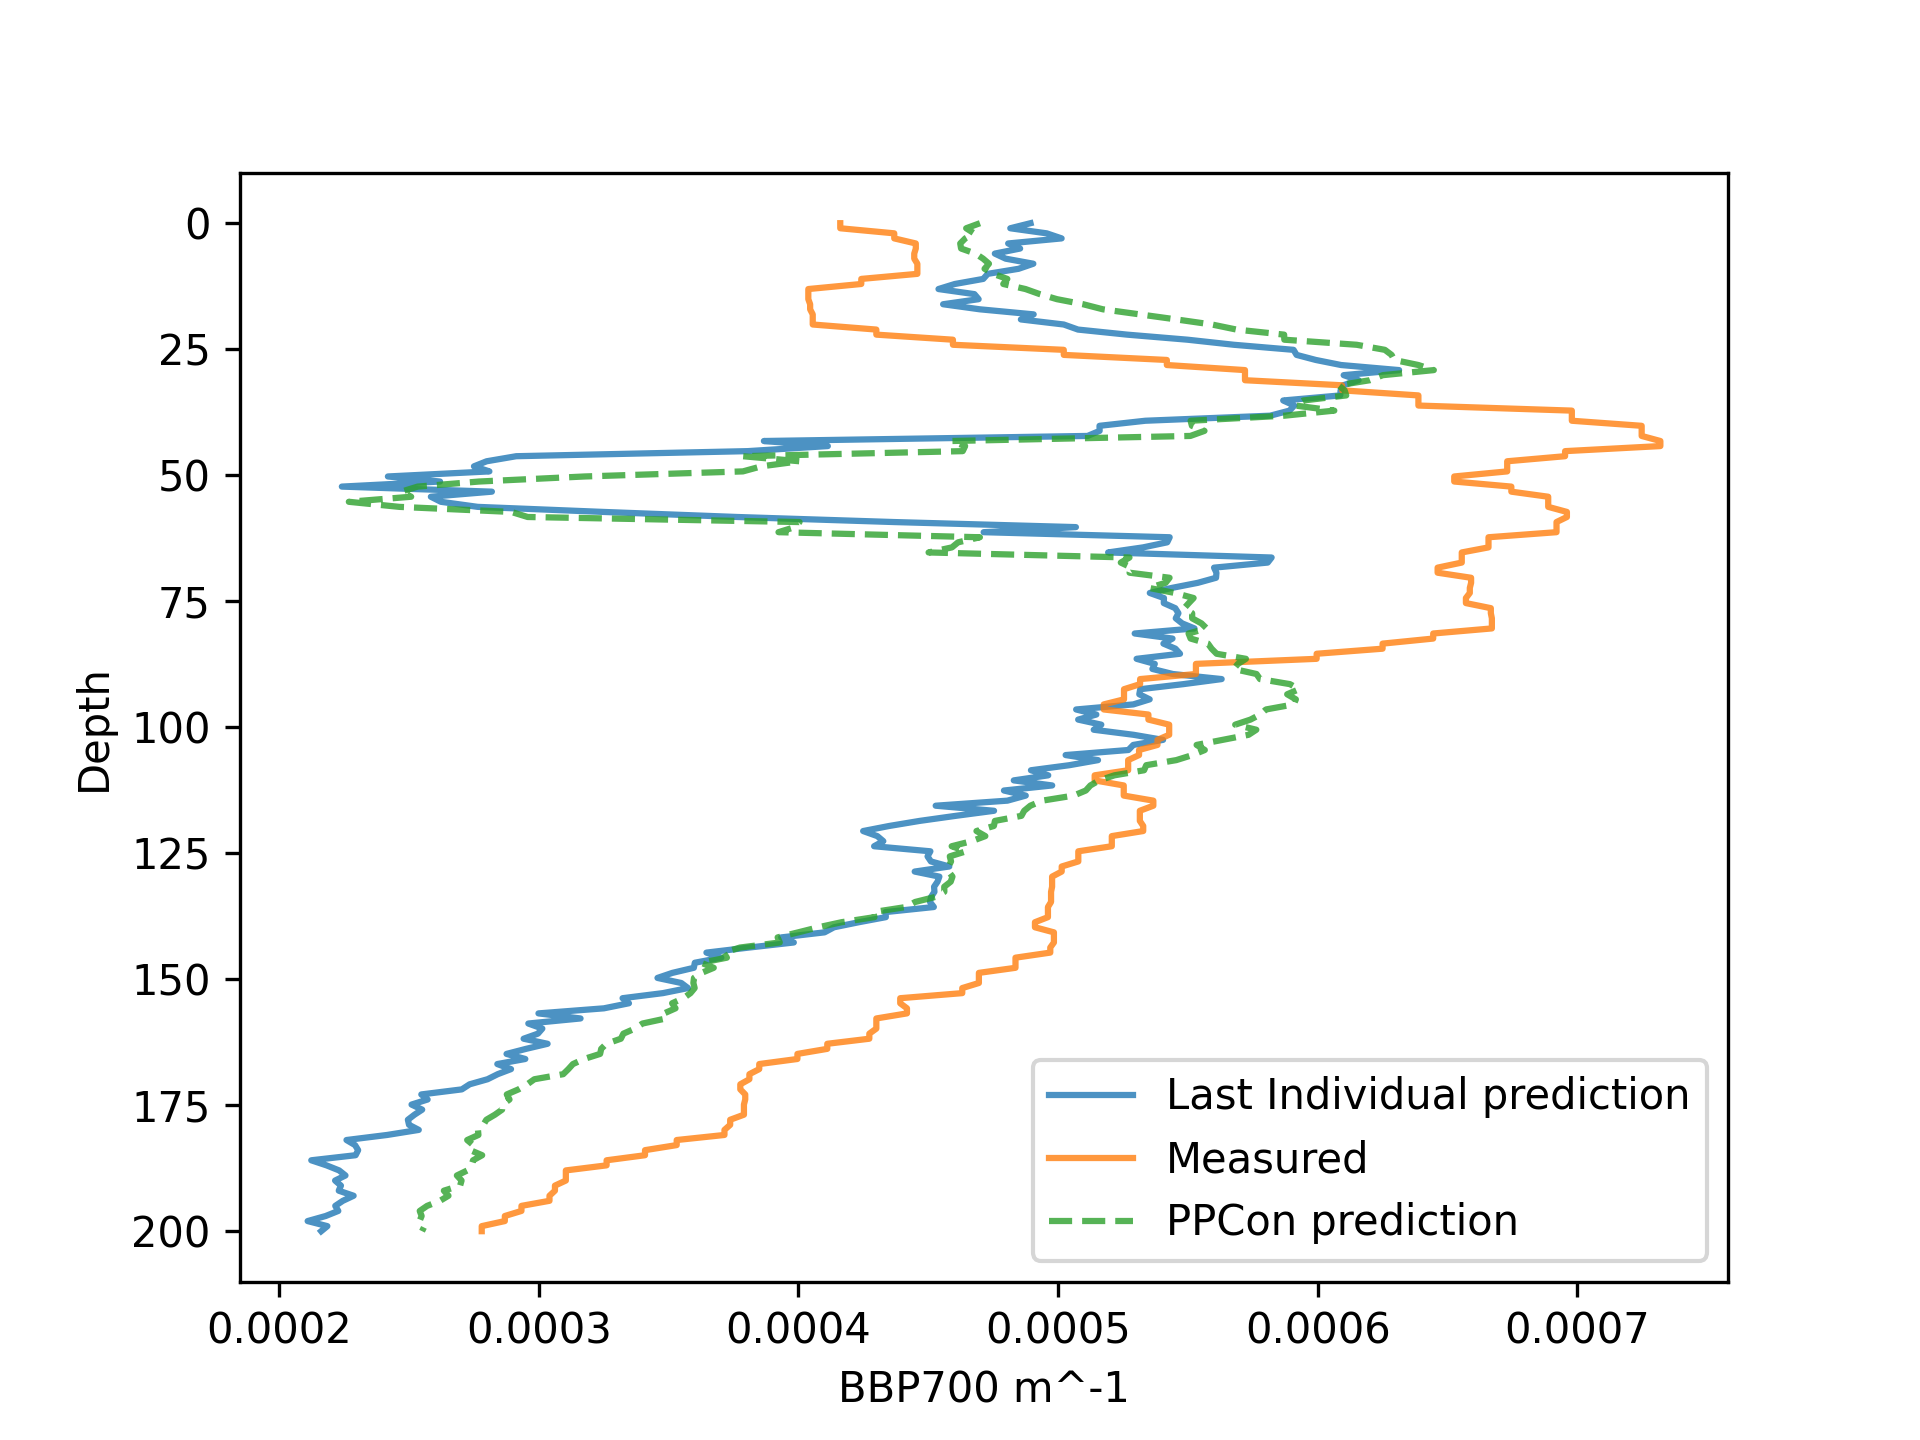 0
25
50
75
100
125
150
175
200
Depth
0.0002 0.0003 0.0004 0.0005 0.0006 0.0007
BBP700 m^-1
Last Individual prediction
Measured
PPCon prediction